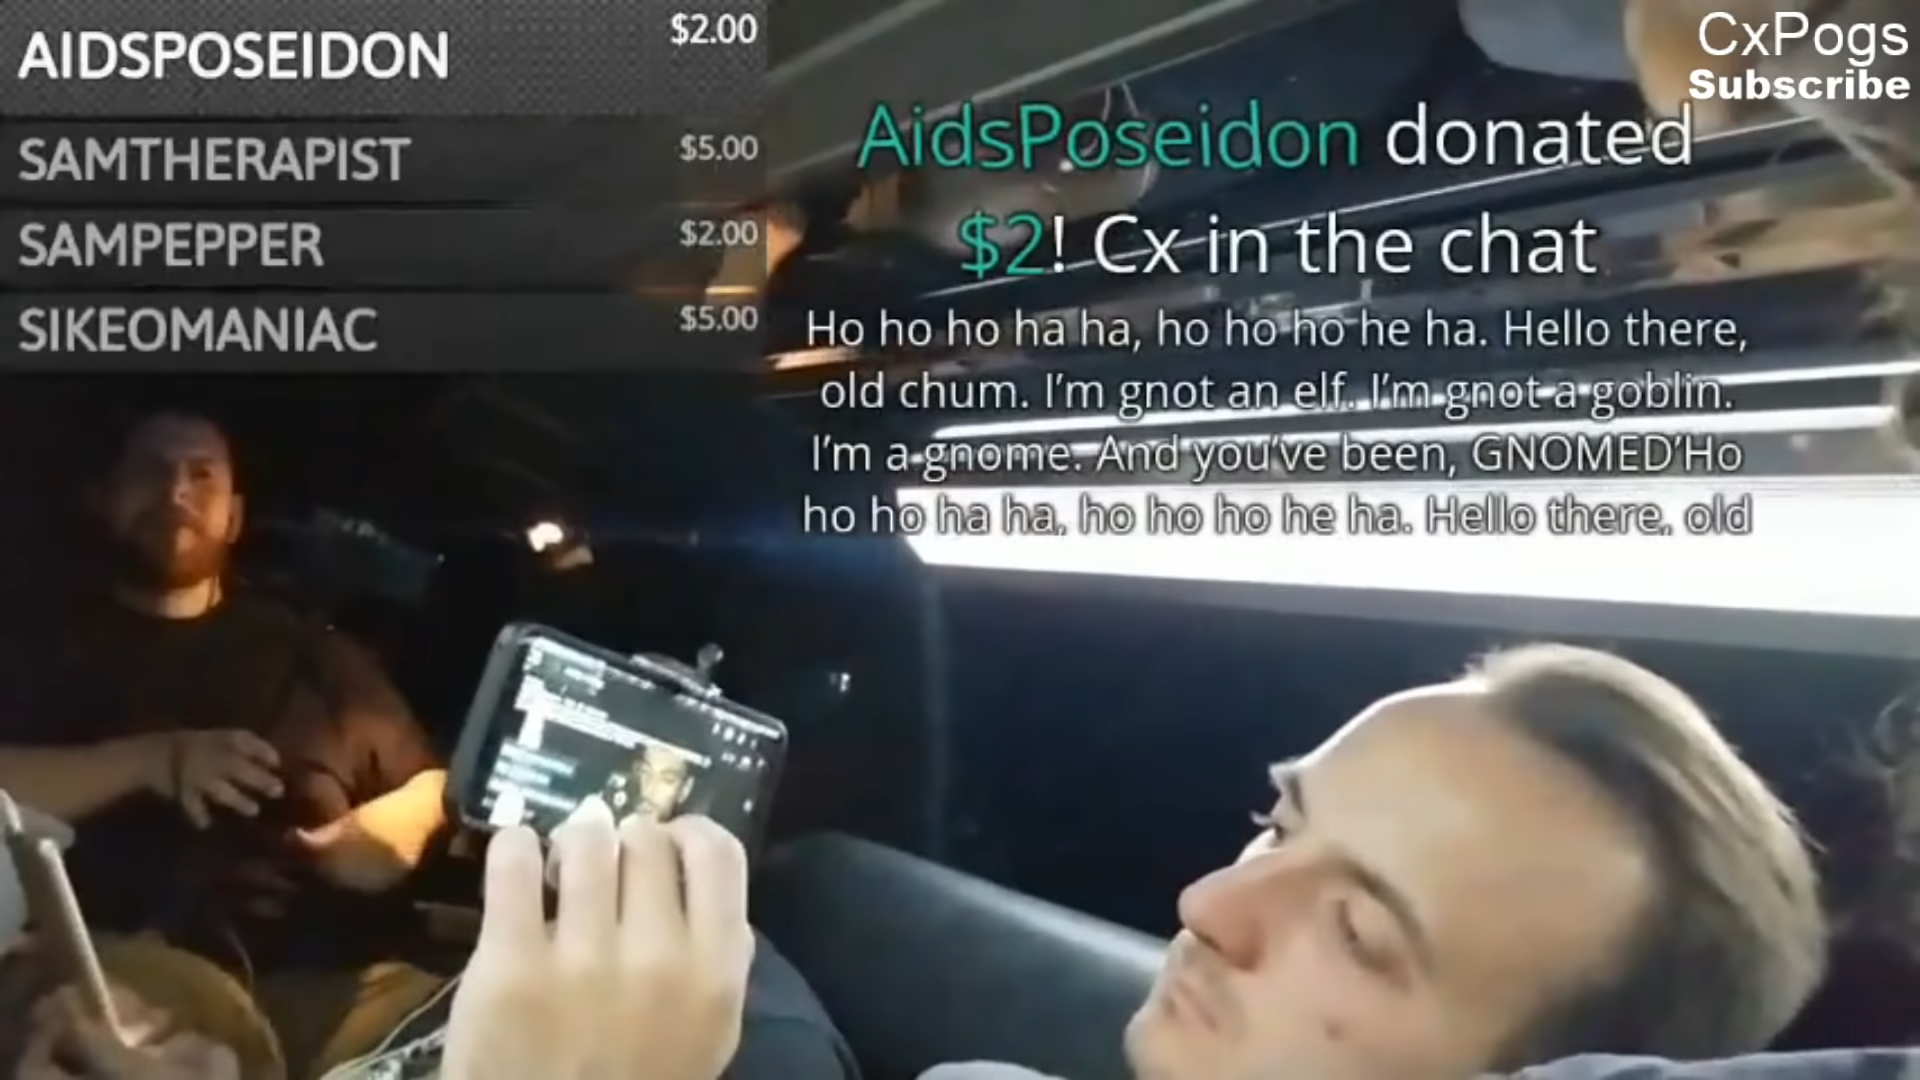 AIDSPOSEIDON $2.00
SAMTHERAPIST $5.00
SAMPEPPER $2.00
SIKEOMANIAC $5.00
CxPogs
Subscribe
AidsPoseidon donated
$2! Cx in the chat
Ho ho ho ha ha, ho ho ho he ha. Hello there,
old chum. I'm gnot an elf. I'm gnot a goblin.
I'm a gnome. And you've been, GNOMED'Ho
ho ho ha ha, ho ho ho he ha. Hello there, old